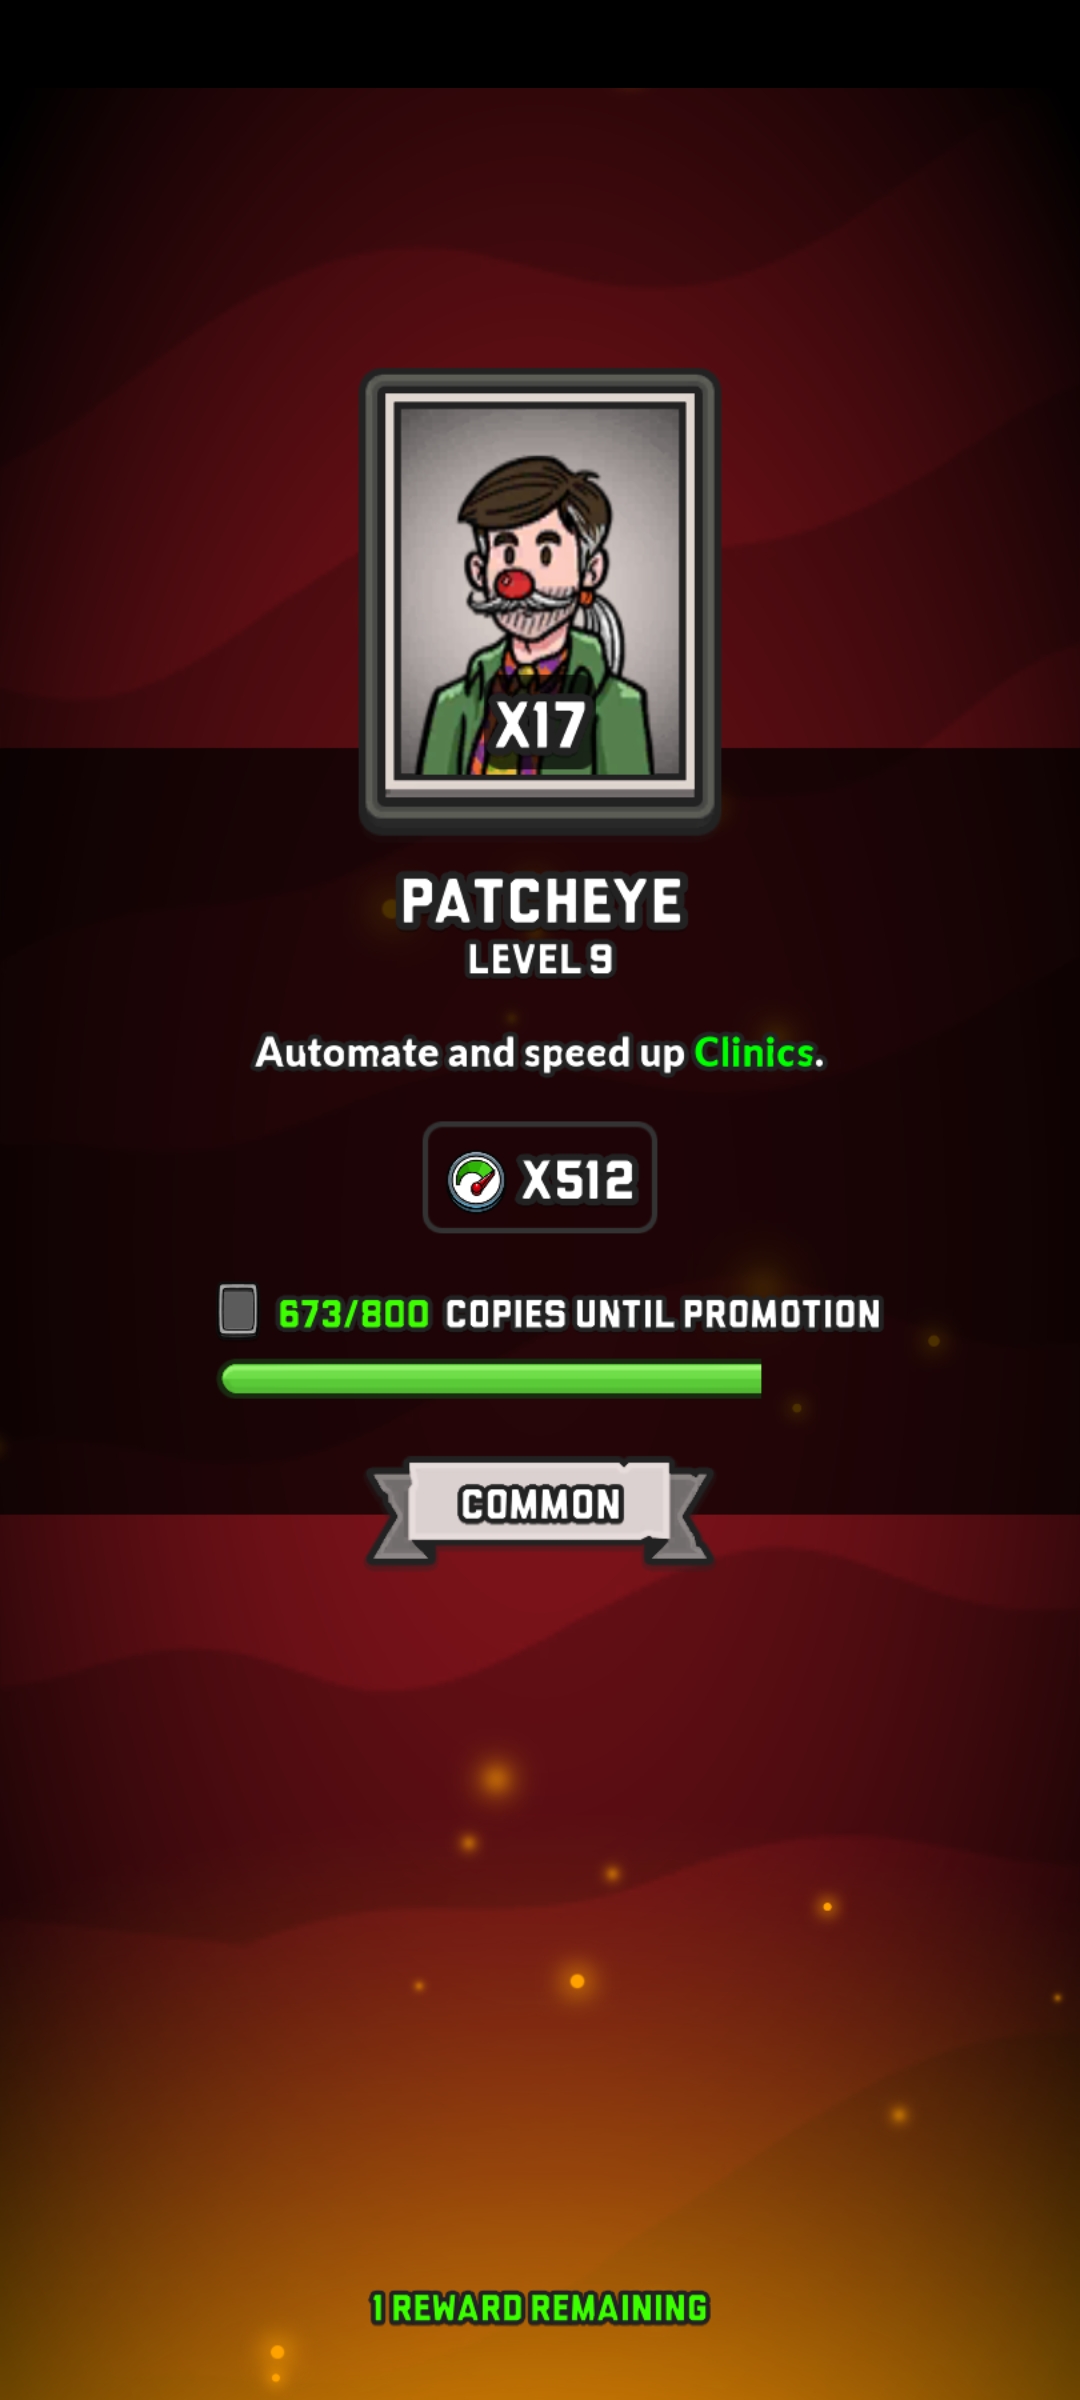 X17
PATCHEYE
LEVEL 9
Automate and speed up Clinics.
X512
673/800 COPIES UNTIL PROMOTION
COMMON
1 REWARD REMAINING